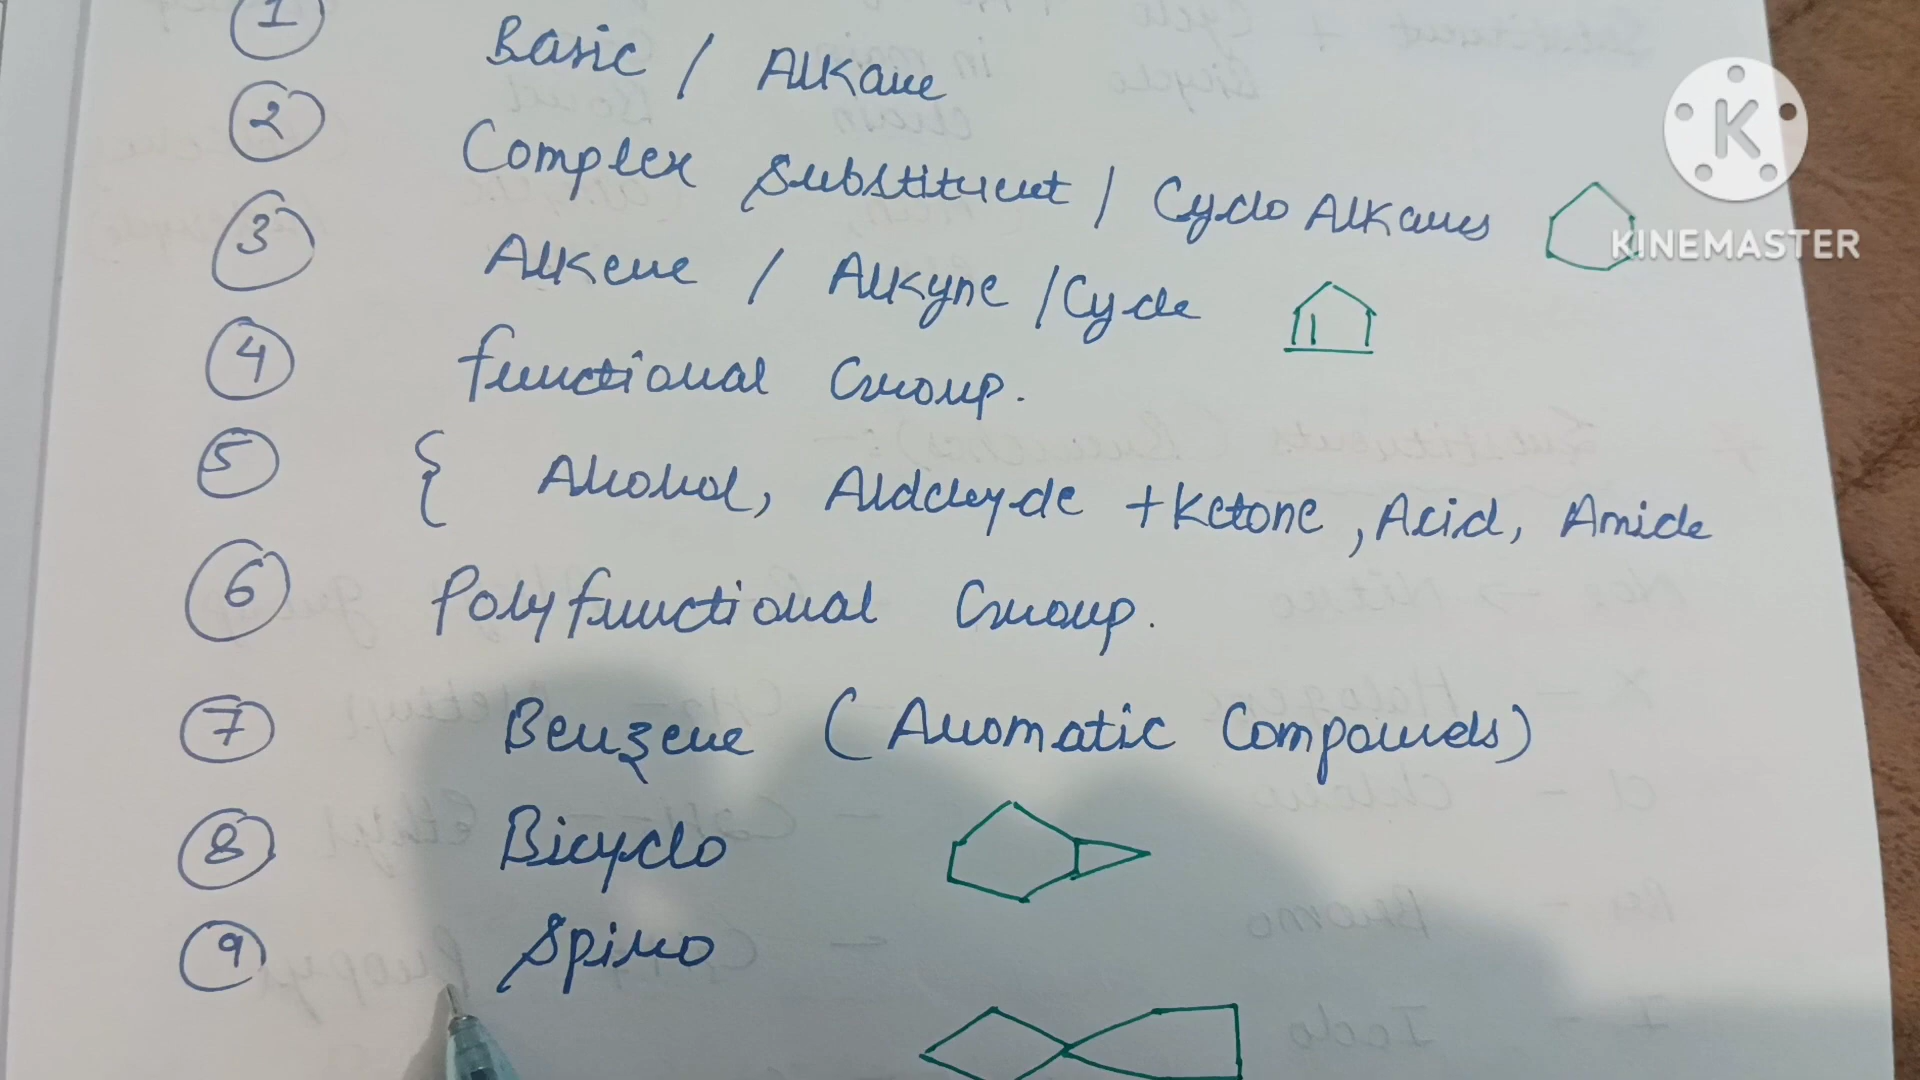 1 Basic / Alkane
2 Complex Substituent / Cyclo Alkanes
3 Alkene / Alkyne / Cycle
4 Functional Group.
5 { Alcohol, Aldehyde + Ketone, Acid, Amide
6 Polyfunctional Group.
7 Benzene (Aromatic Compounds)
8 Bicyclo
9 Spiro
K
KINEMASTER